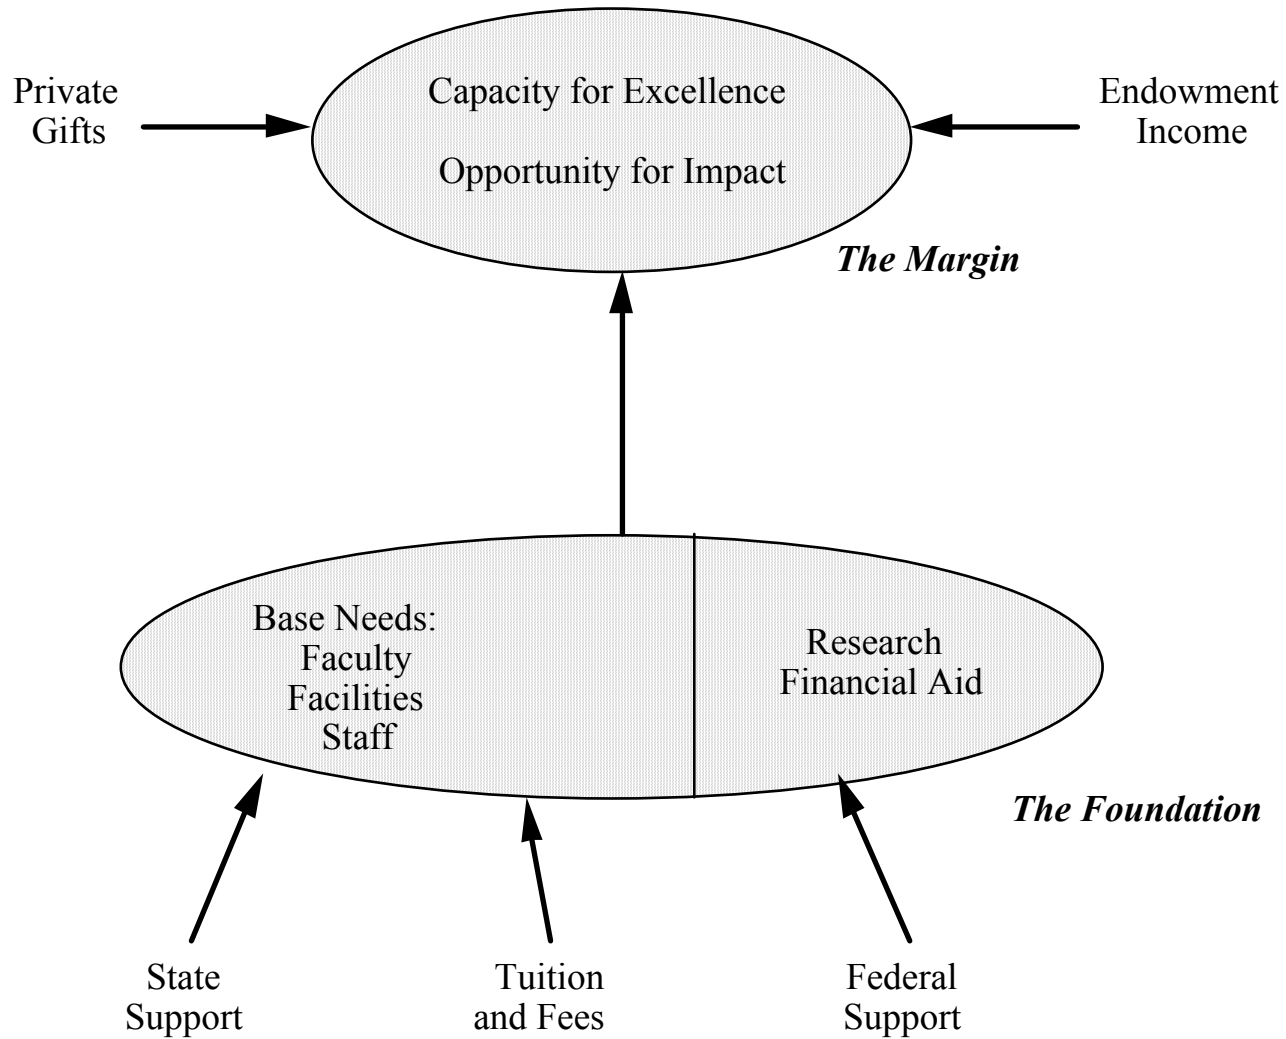 Private
Gifts
Capacity for Excellence
Opportunity for Impact
Endowment
Income
The Margin
Base Needs:
Faculty
Facilities
Staff
Research
Financial Aid
The Foundation
State
Support
Tuition
and Fees
Federal
Support